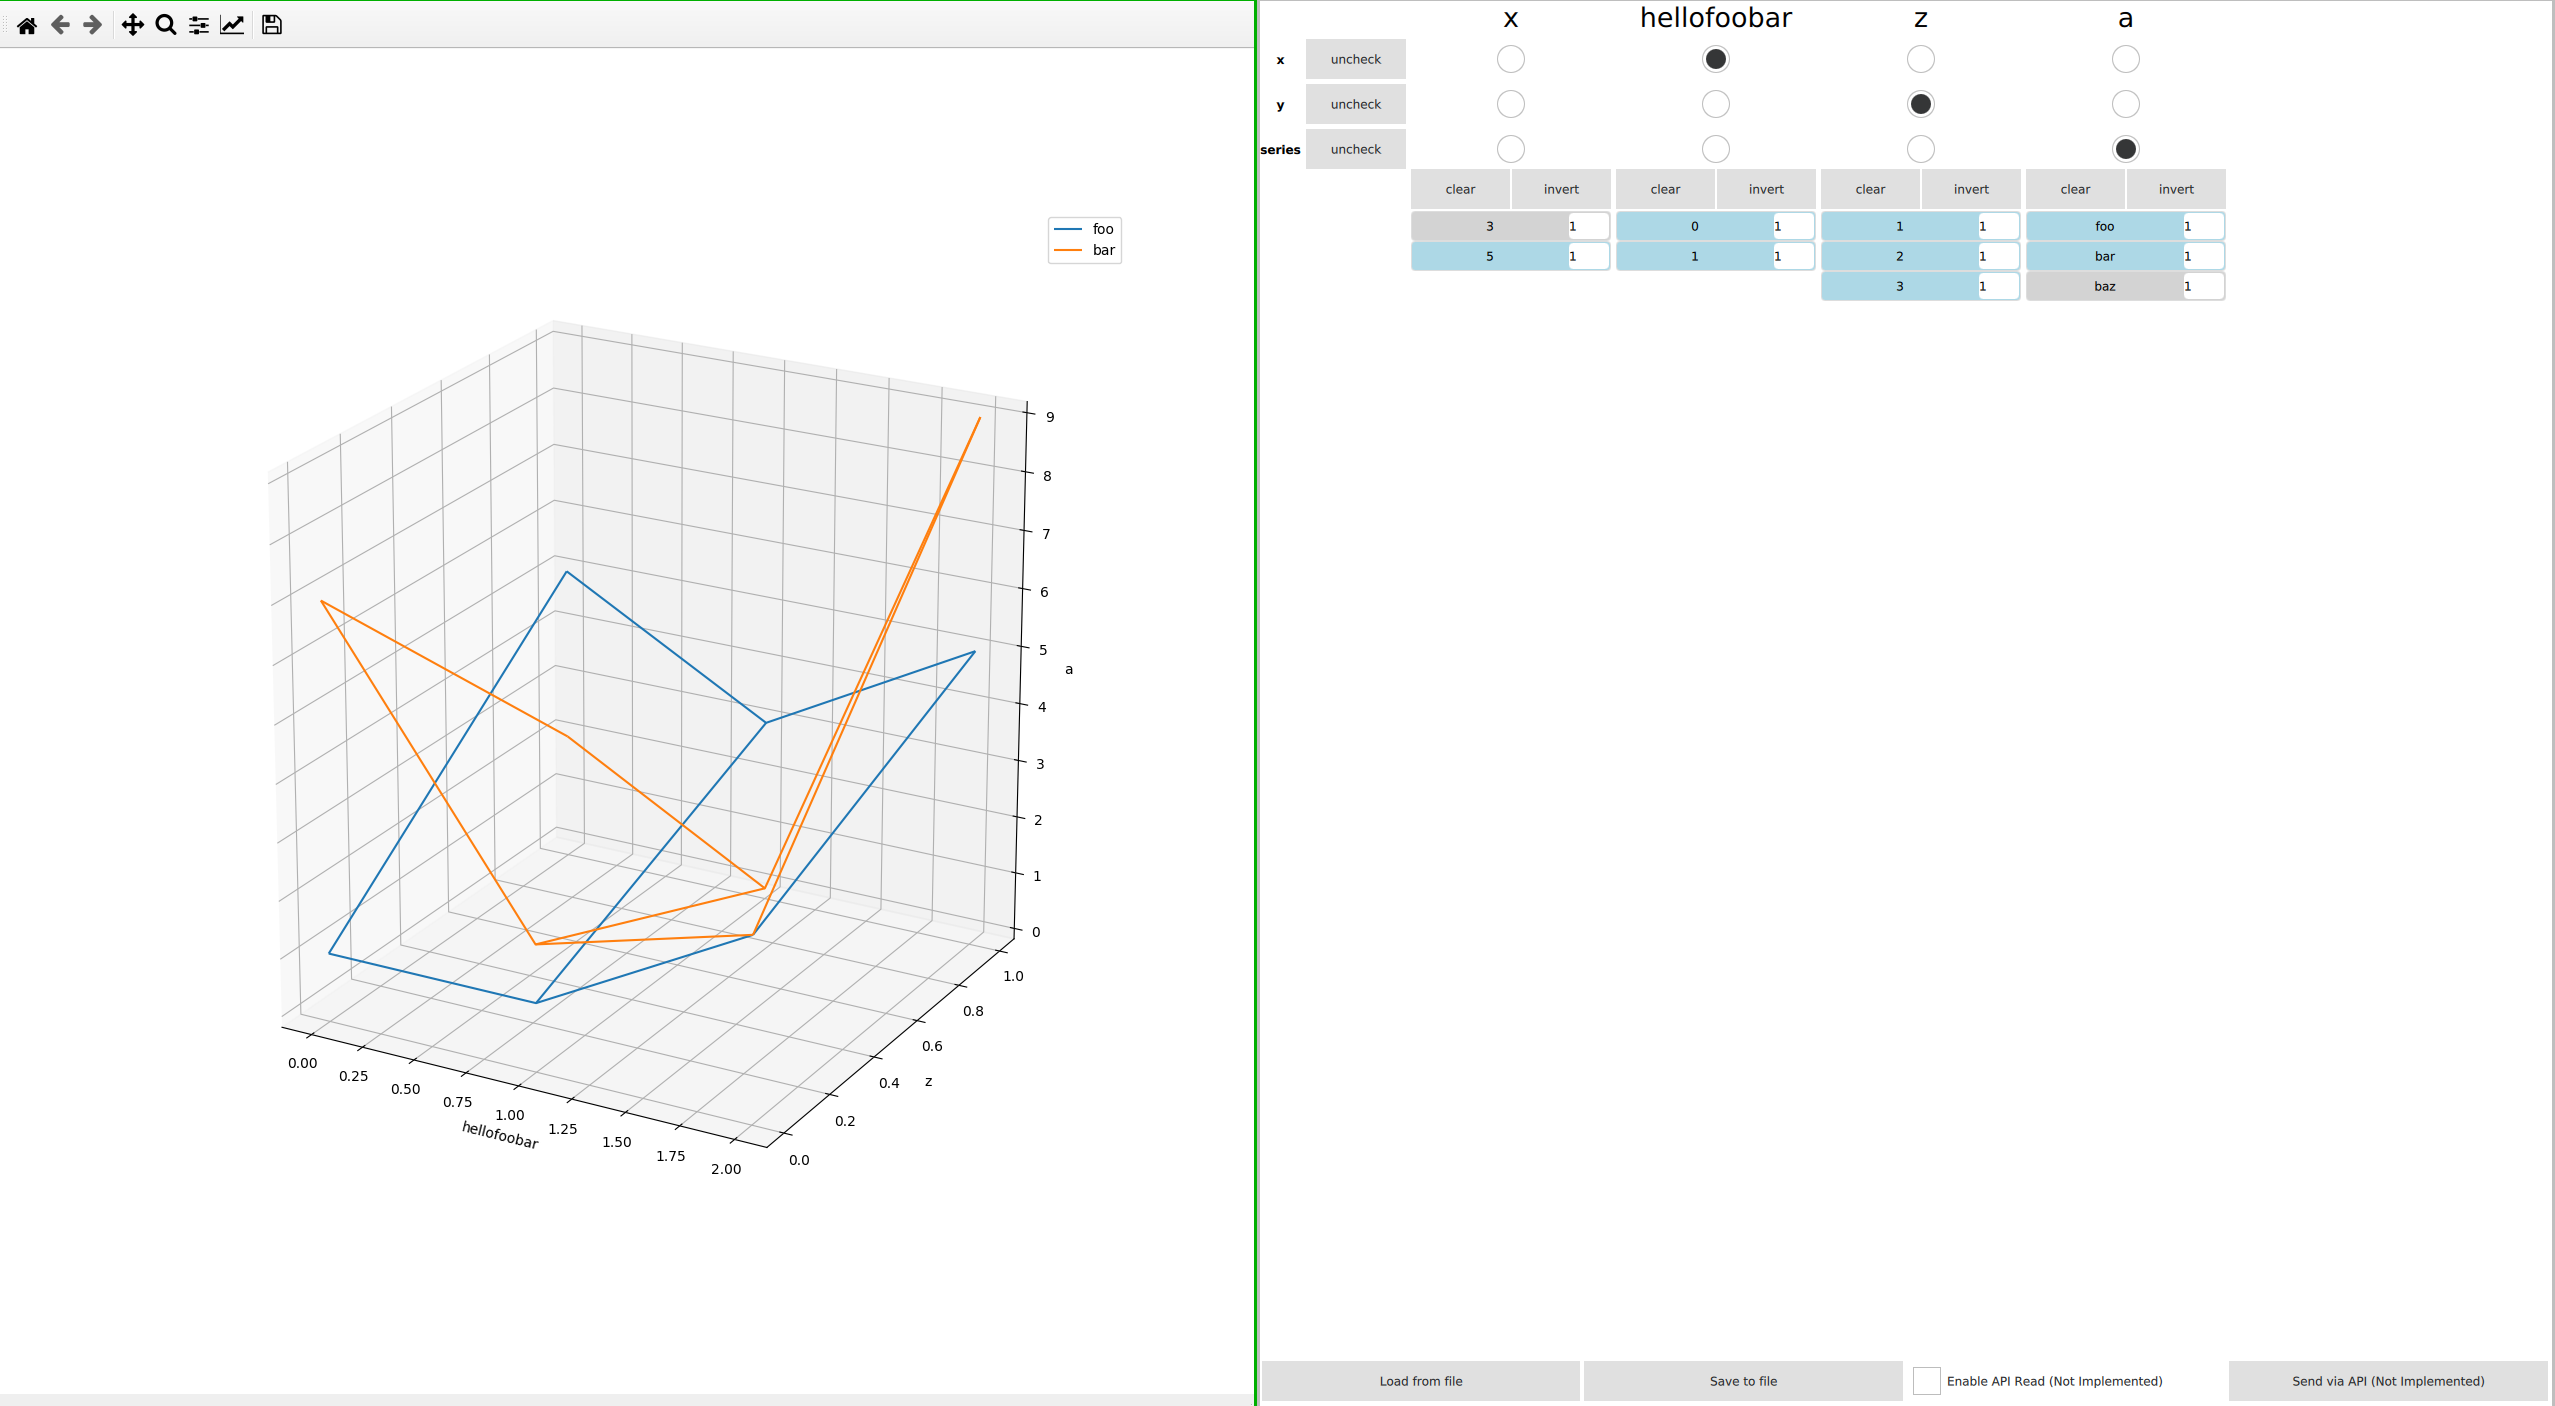 foo
bar
9
8
7
6
5
a
4
3
2
1
0
1.0
0.8
0.6
0.4
z
0.2
0.0
0.00
0.25
0.50
0.75
1.00
1.25
1.50
1.75
2.00
hellofoobar
x hellofoobar z a
x uncheck
y uncheck
series uncheck
clear invert clear invert clear invert clear invert
3 1 0 1 1 1 foo 1
5 1 1 1 2 1 bar 1
3 1 baz 1
Load from file Save to file Enable API Read (Not Implemented) Send via API (Not Implemented)